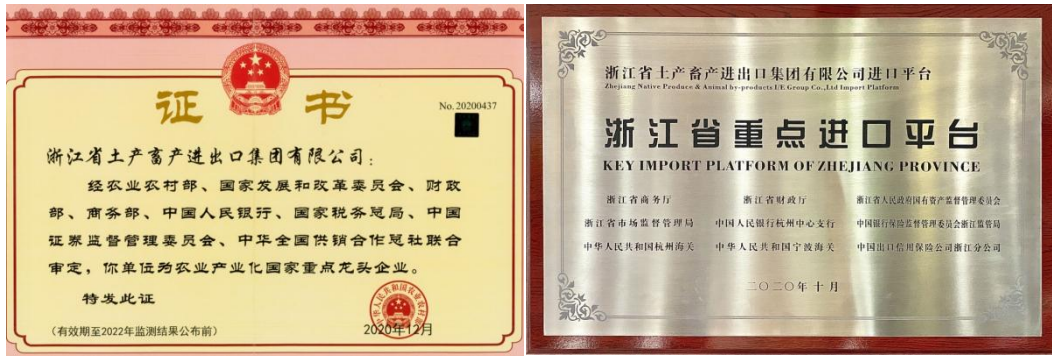 证 书
No. 20200437
浙江省土产畜产进出口集团有限公司：
经农业农村部、国家发展和改革委员会、财政
部、商务部、中国人民银行、国家税务总局、中国
证券监督管理委员会、中华全国供销合作总社联合
审定，你单位为农业产业化国家重点龙头企业。
特发此证
2020年12月
（有效期至2022年监测结果公布前）
浙江省土产畜产进出口集团有限公司进口平台
Zhejiang Native Produce & Animal by-products I/E Group Co.,Ltd Import Platform
浙江省重点进口平台
KEY IMPORT PLATFORM OF ZHEJIANG PROVINCE
浙江省商务厅 浙江省财政厅 浙江省人民政府国有资产监督管理委员会
浙江省市场监督管理局 中国人民银行杭州中心支行 中国银行保险监督管理委员会浙江监管局
中华人民共和国杭州海关 中华人民共和国宁波海关 中国出口信用保险公司浙江分公司
二〇二〇年十月